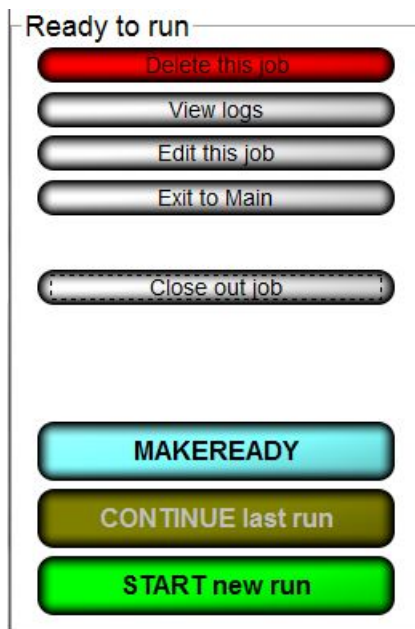 Ready to run
Delete this job
View logs
Edit this job
Exit to Main
Close out job
MAKEREADY
CONTINUE last run
START new run